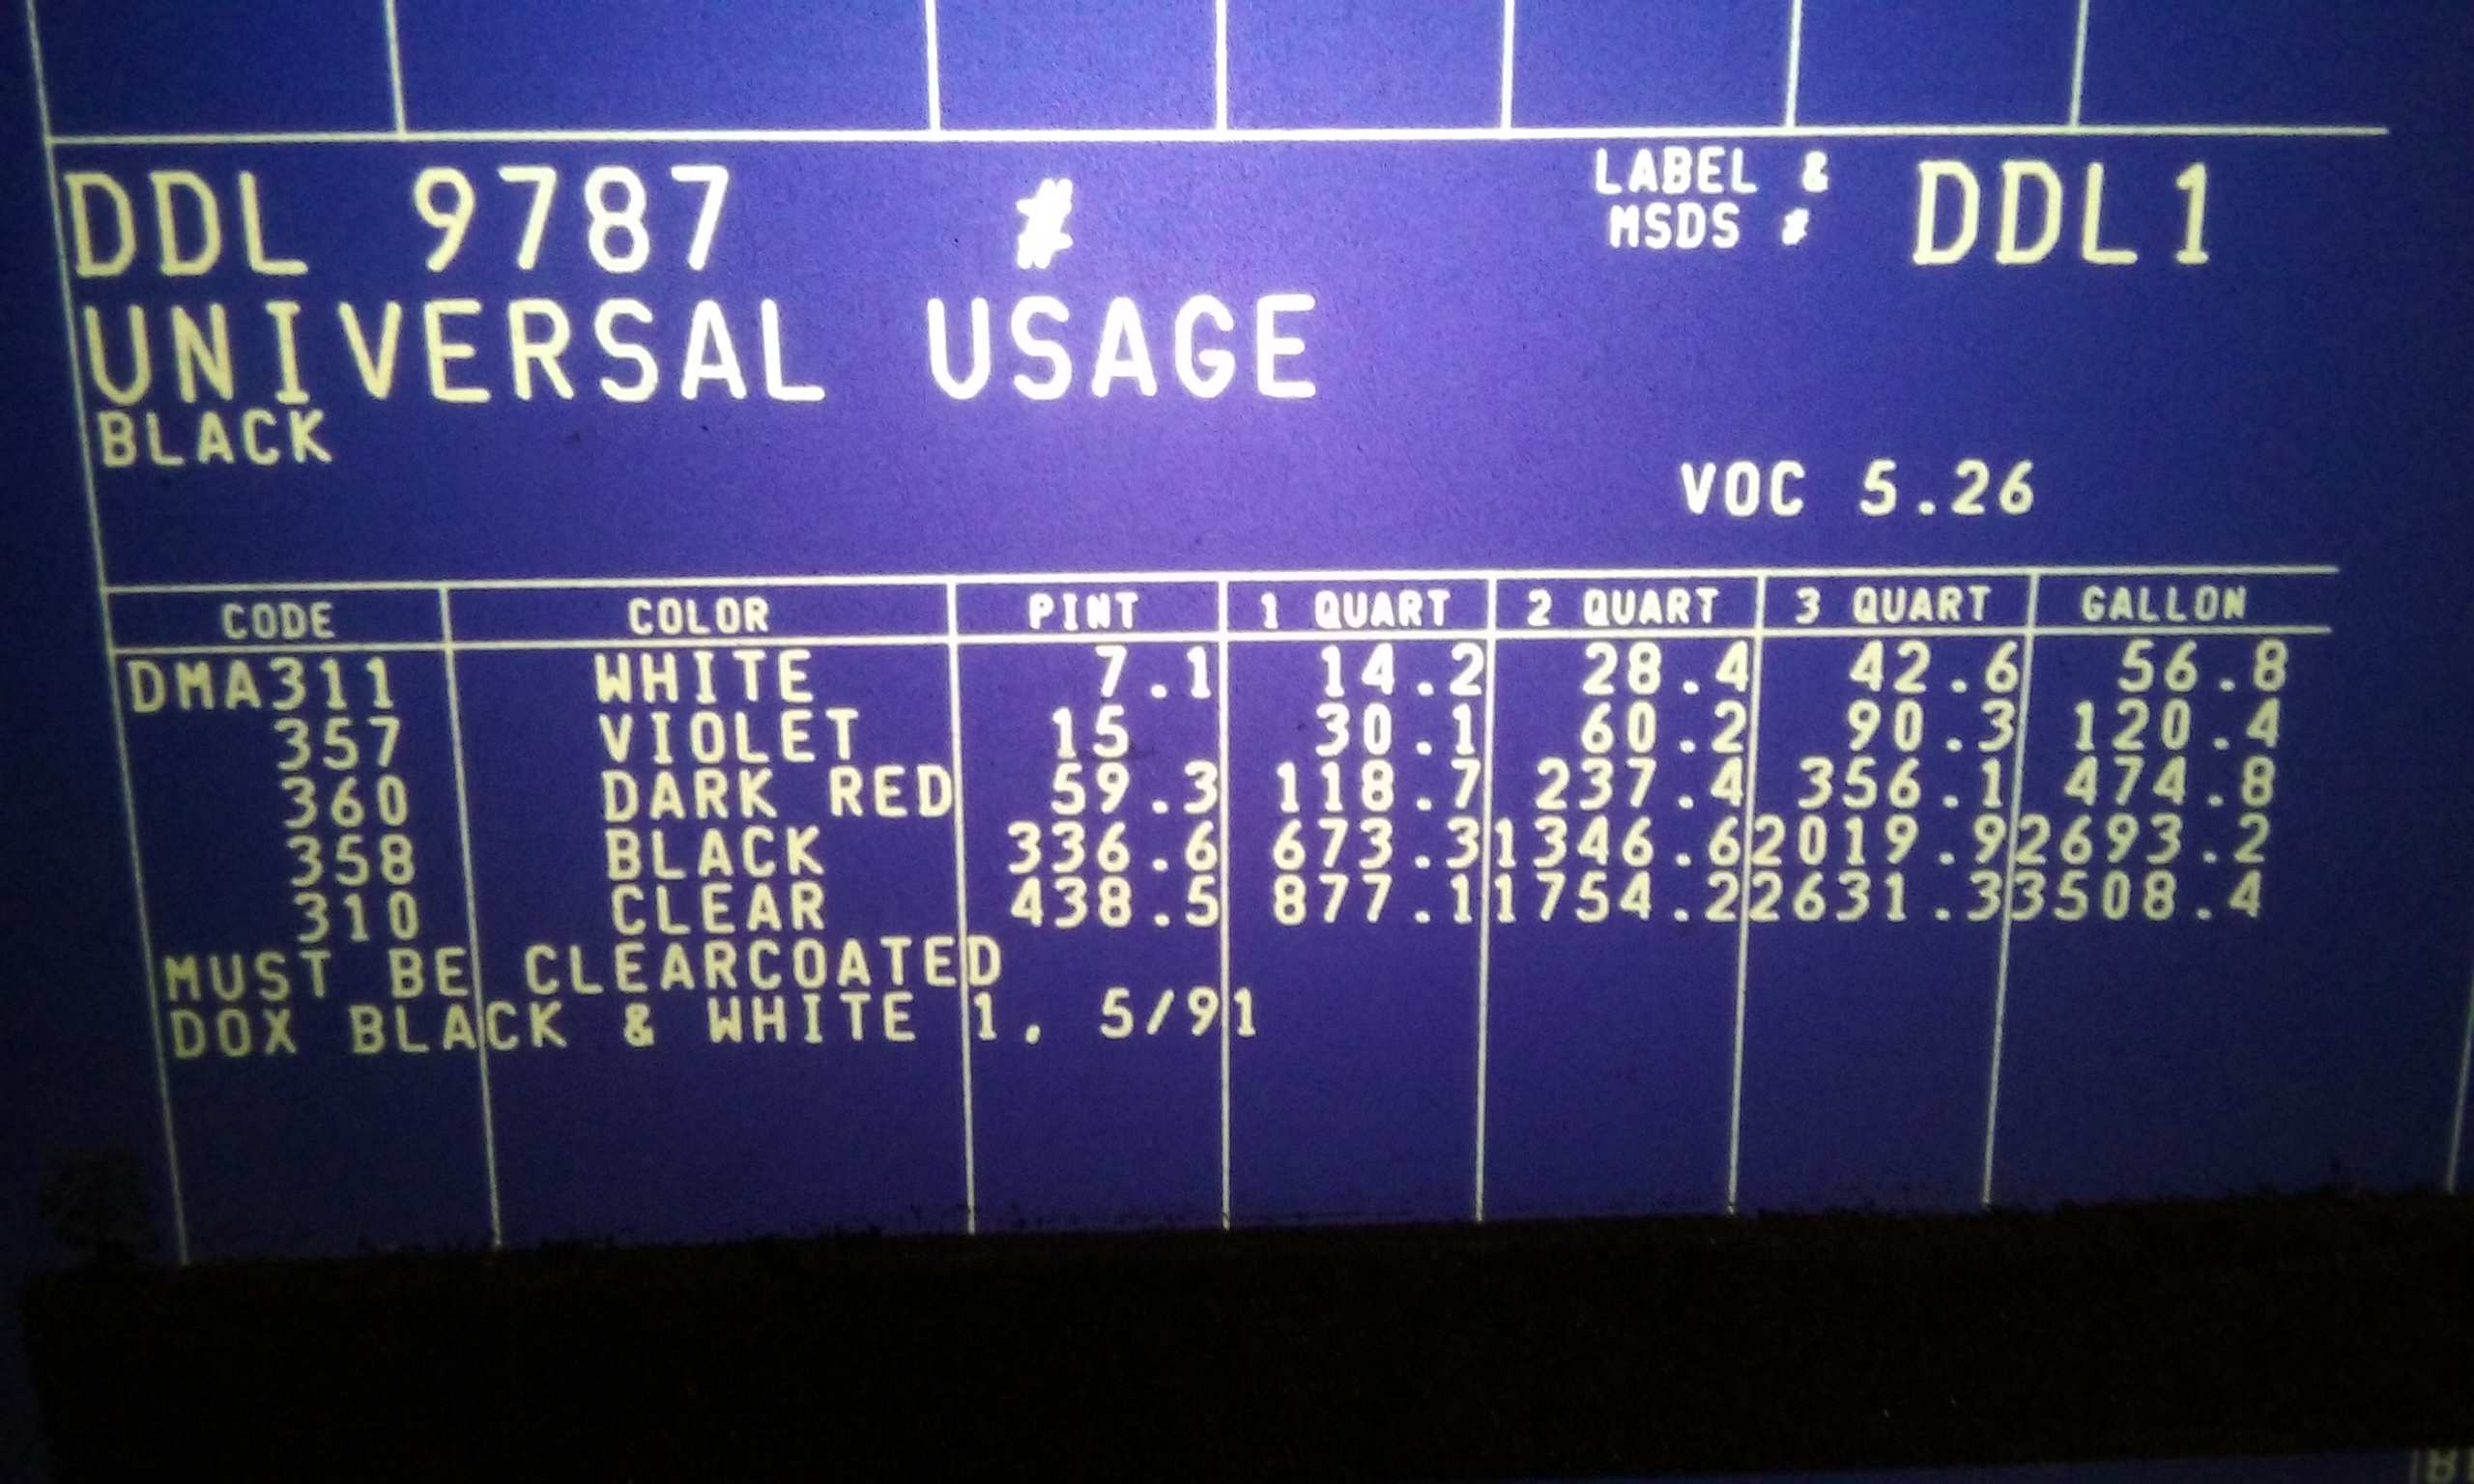 DDL 9787 # LABEL & MSDS # DDL1
UNIVERSAL USAGE
BLACK
VOC 5.26
CODE COLOR PINT 1 QUART 2 QUART 3 QUART GALLON
DMA311 WHITE 7.1 14.2 28.4 42.6 56.8
357 VIOLET 15 30.1 60.2 90.3 120.4
360 DARK RED 59.3 118.7 237.4 356.1 474.8
358 BLACK 336.6 673.3 1346.6 2019.9 2693.2
310 CLEAR 438.5 877.1 1754.2 2631.3 3508.4
MUST BE CLEARCOATED
DOX BLACK & WHITE 1, 5/91